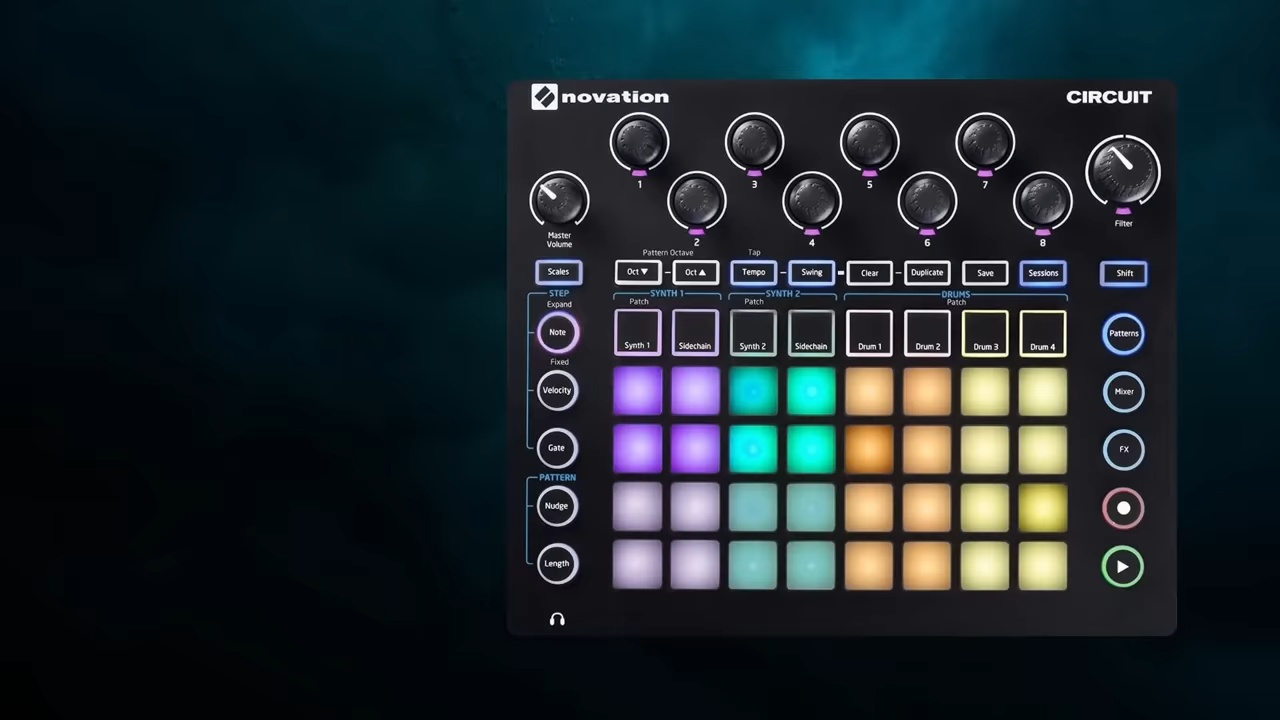 novation
CIRCUIT
1
3
5
7
2
4
6
8
Master
Volume
Filter
Pattern Octave
Tap
Scales
Oct ▼
Oct ▲
Tempo
Swing
Clear
Duplicate
Save
Sessions
Shift
STEP
SYNTH 1
SYNTH 2
DRUMS
Expand
Patch
Patch
Patch
Note
Synth 1
Sidechain
Synth 2
Sidechain
Drum 1
Drum 2
Drum 3
Drum 4
Patterns
Fixed
Velocity
Mixer
Gate
FX
PATTERN
Nudge
Length